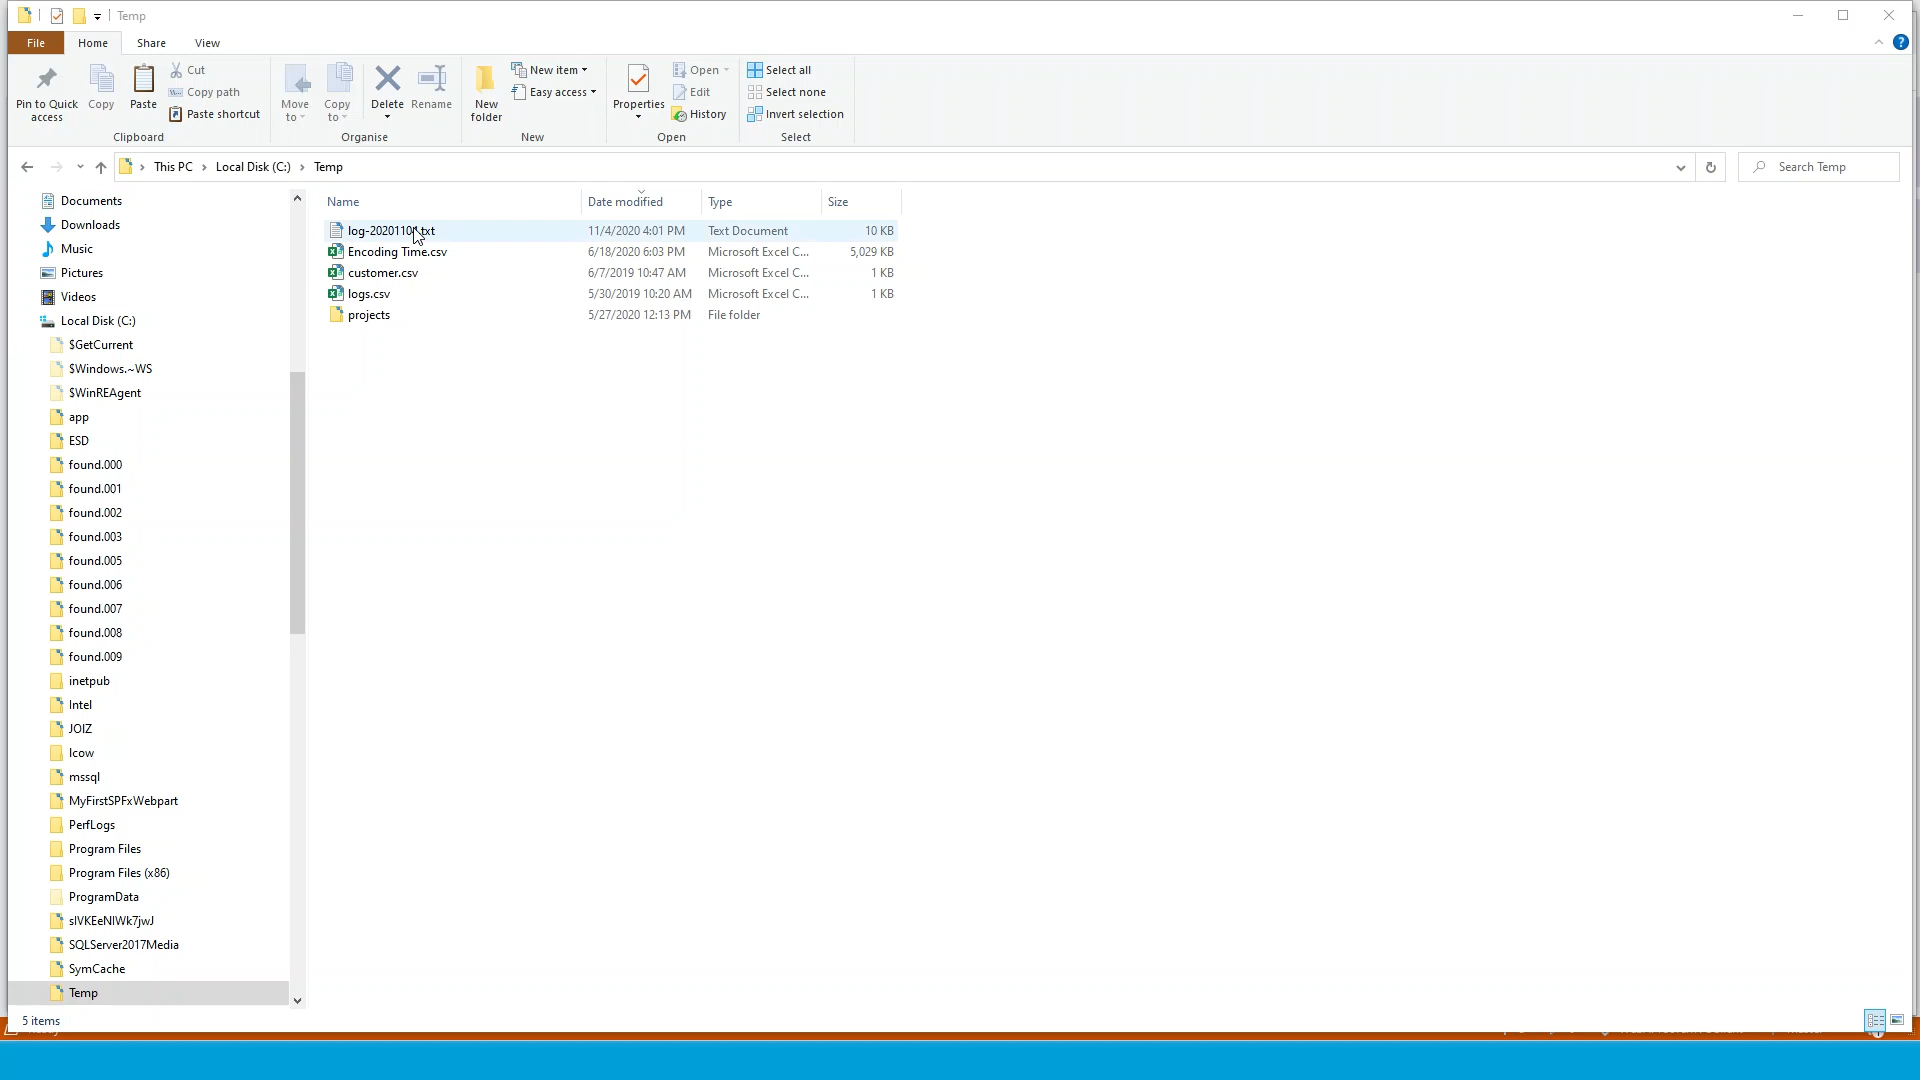 Temp
File Home Share View
Pin to Quick access
Copy
Paste
Cut
Copy path
Paste shortcut
Clipboard
Move to
Copy to
Delete
Rename
Organise
New folder
New item
Easy access
New
Properties
Open
Edit
History
Open
Select all
Select none
Invert selection
Select
This PC > Local Disk (C:) > Temp
Search Temp
Name Date modified Type Size
log-2020110 .txt 11/4/2020 4:01 PM Text Document 10 KB
Encoding Time.csv 6/18/2020 6:03 PM Microsoft Excel C... 5,029 KB
customer.csv 6/7/2019 10:47 AM Microsoft Excel C... 1 KB
logs.csv 5/30/2019 10:20 AM Microsoft Excel C... 1 KB
projects 5/27/2020 12:13 PM File folder
Documents
Downloads
Music
Pictures
Videos
Local Disk (C:)
$GetCurrent
$Windows.~WS
$WinREAgent
app
ESD
found.000
found.001
found.002
found.003
found.005
found.006
found.007
found.008
found.009
inetpub
Intel
JOIZ
lcow
mssql
MyFirstSPFxWebpart
PerfLogs
Program Files
Program Files (x86)
ProgramData
SQLServer2017Media
SymCache
Temp
5 items